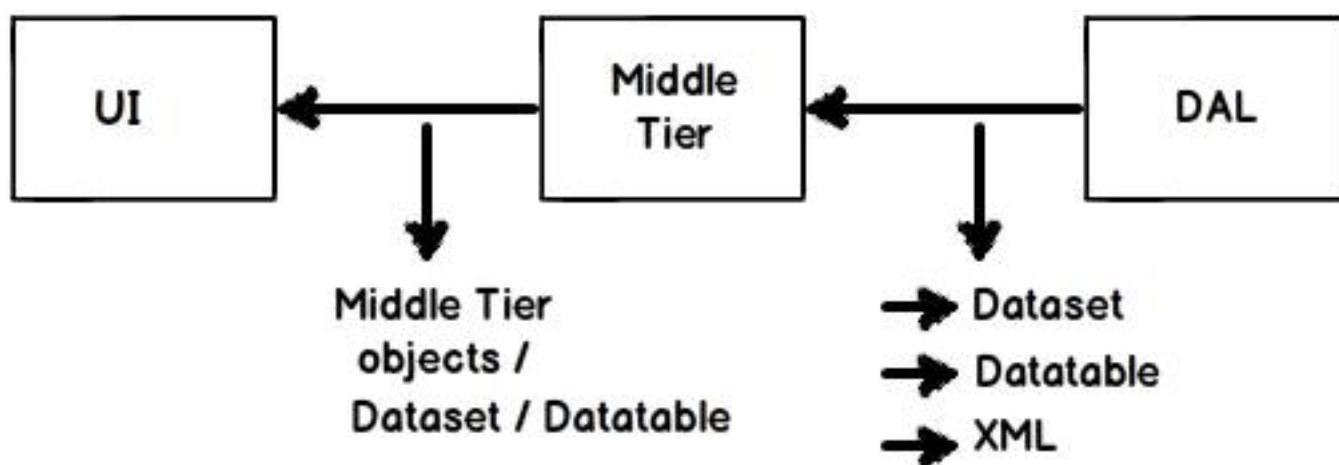 UI
Middle
Tier
DAL
Middle Tier
objects /
Dataset / Datatable
Dataset
Datatable
XML